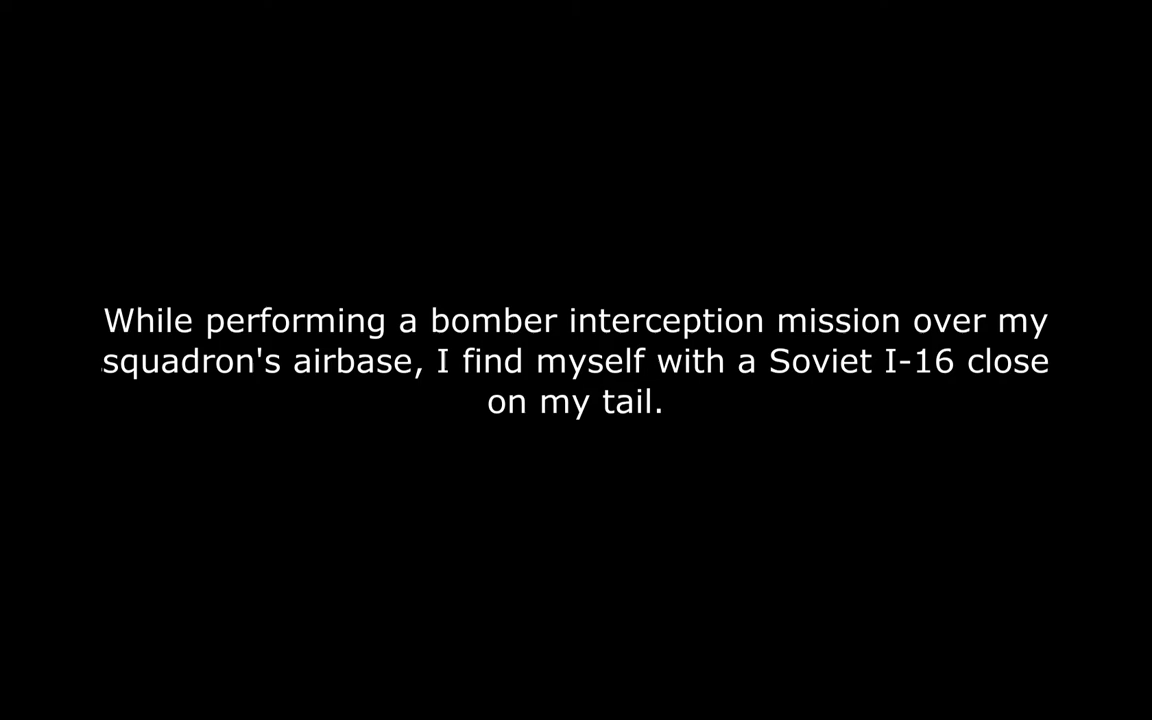 While performing a bomber interception mission over my
squadron's airbase, I find myself with a Soviet I-16 close
on my tail.